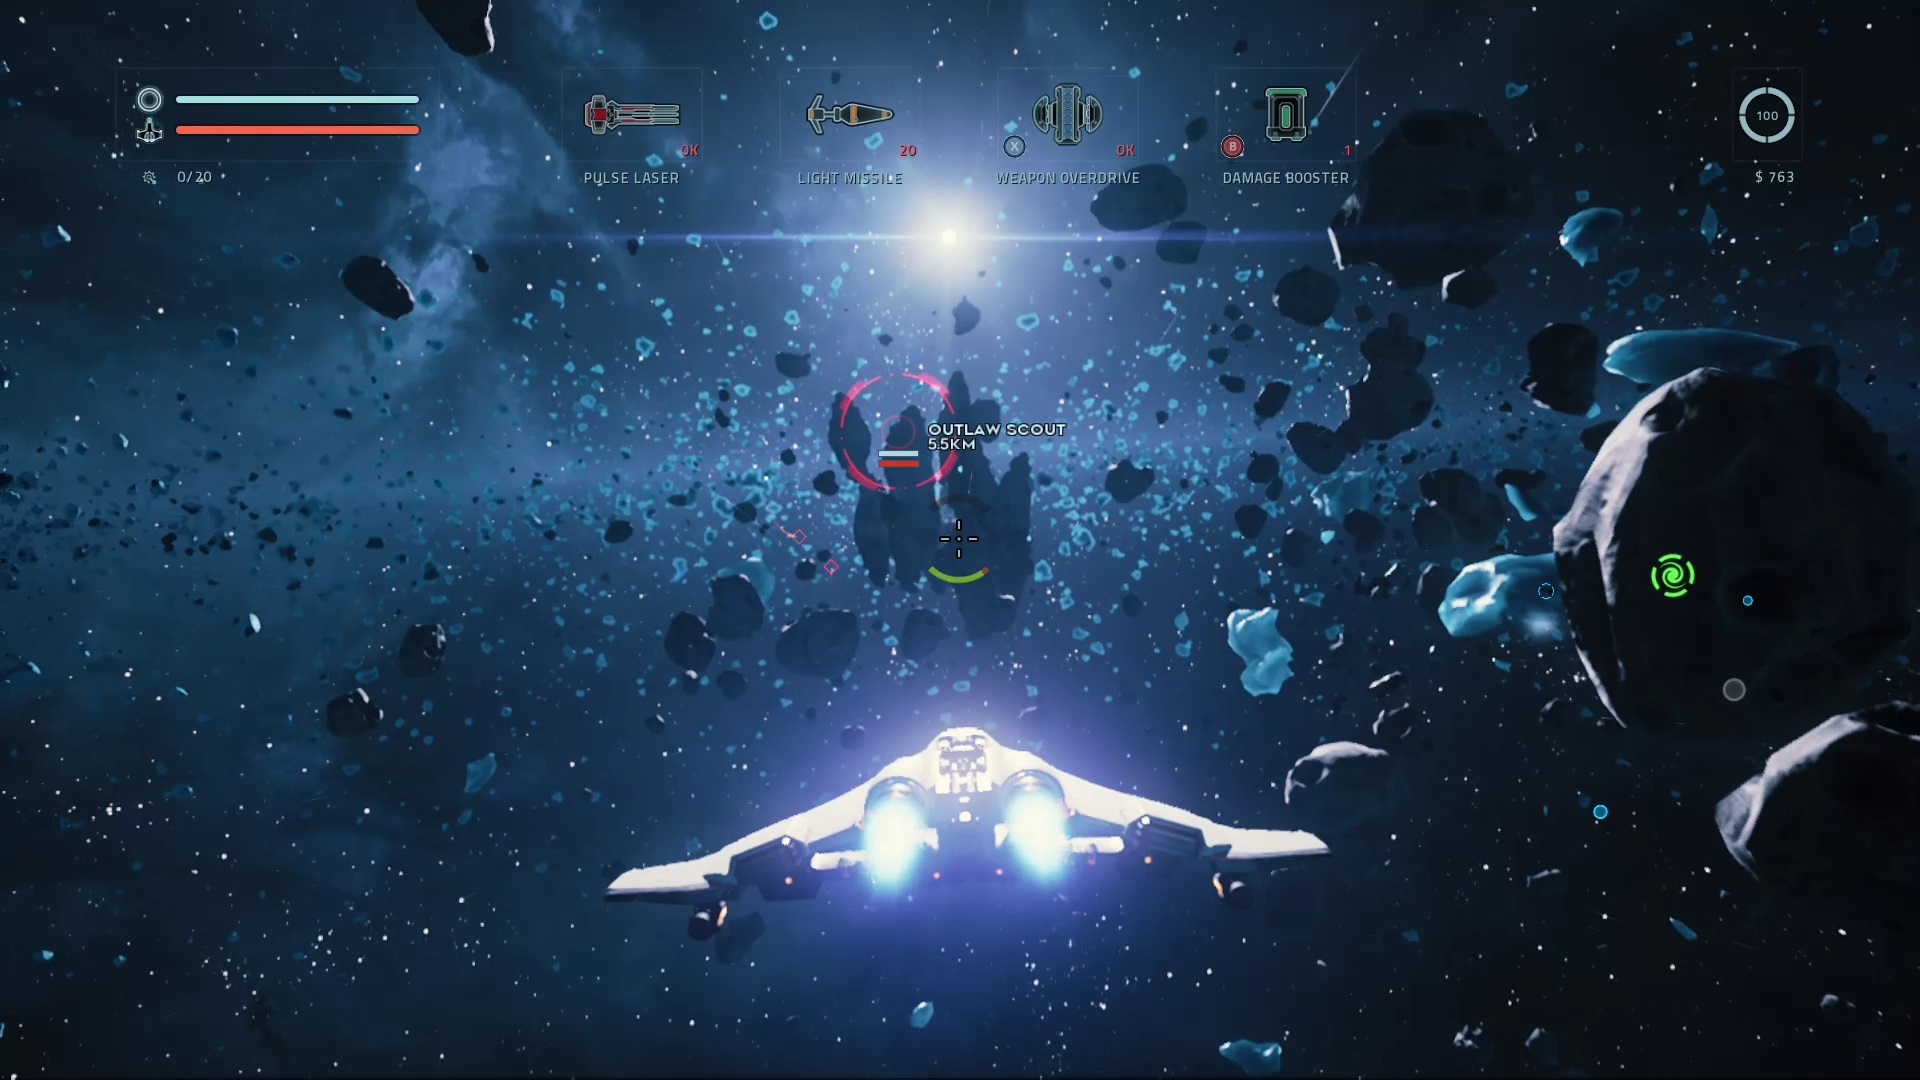 OK
20
X
OK
B
1
100
0/20
PULSE LASER
LIGHT MISSILE
WEAPON OVERDRIVE
DAMAGE BOOSTER
$ 763
OUTLAW SCOUT
5.5KM